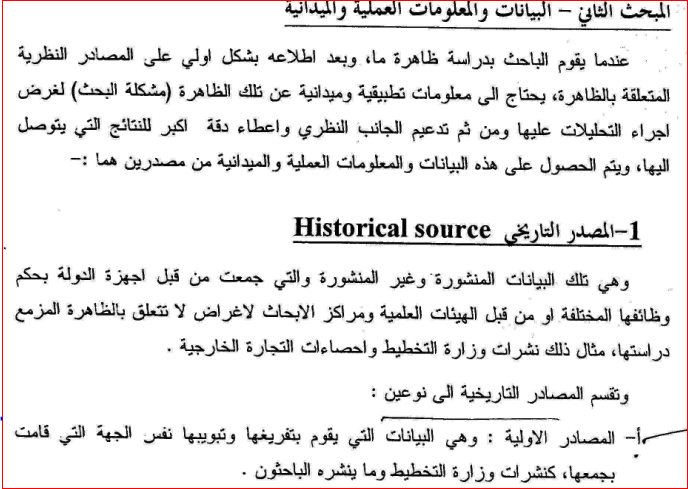 المبحث الثاني – البيانات والمعلومات العملية والميدانية
عندما يقوم الباحث بدراسة ظاهرة ما، وبعد اطلاعه بشكل اولي على المصادر النظرية
المتعلقة بالظاهرة، يحتاج الى معلومات تطبيقية وميدانية عن تلك الظاهرة (مشكلة البحث) لغرض
اجراء التحليلات عليها ومن ثم تدعيم الجانب النظري واعطاء دقة اكبر للنتائج التي يتوصل
اليها، ويتم الحصول على هذه البيانات والمعلومات العملية والميدانية من مصدرين هما :-
1-المصدر التاريخي Historical source
وهي تلك البيانات المنشورة وغير المنشورة والتي جمعت من قبل اجهزة الدولة بحكم
وظائفها المختلفة او من قبل الهيئات العلمية ومراكز الابحاث لاغراض لا تتعلق بالظاهرة المزمع
دراستها، مثال ذلك نشرات وزارة التخطيط واحصاءات التجارة الخارجية .
وتقسم المصادر التاريخية الى نوعين :
أ- المصادر الاولية : وهي البيانات التي يقوم بتفريغها وتبويبها نفس الجهة التي قامت
بجمعها، كنشرات وزارة التخطيط وما ينشره الباحثون .